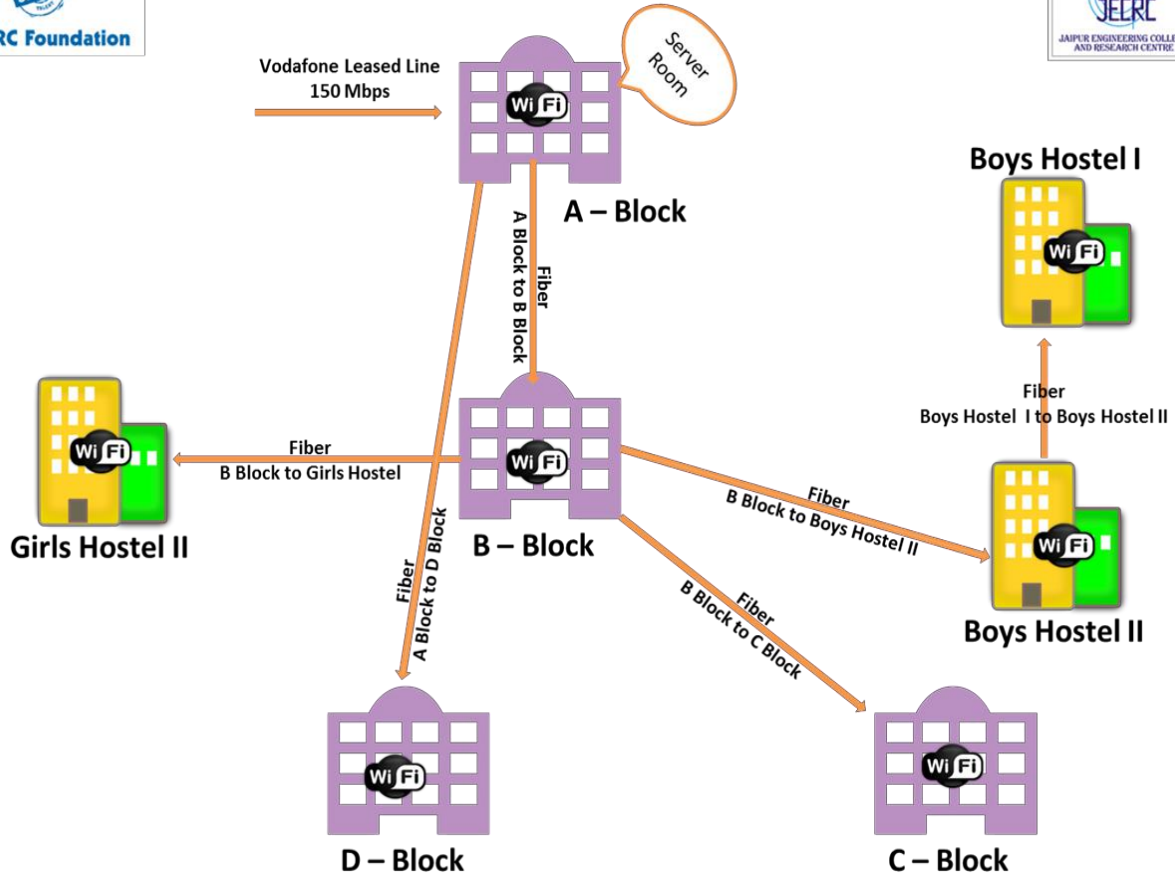 RC Foundation
JECRC
JAIPUR ENGINEERING COLLE
AND RESEARCH CENTRE
Vodafone Leased Line
150 Mbps
Server
Room
Wi Fi
A – Block
Boys Hostel I
Wi Fi
Fiber
A Block to B Block
Fiber
Boys Hostel I to Boys Hostel II
Wi Fi
Girls Hostel II
Fiber
B Block to Girls Hostel
Wi Fi
B – Block
Fiber
B Block to Boys Hostel II
Wi Fi
Boys Hostel II
Fiber
A Block to D Block
Fiber
B Block to C Block
Wi Fi
D – Block
Wi Fi
C – Block